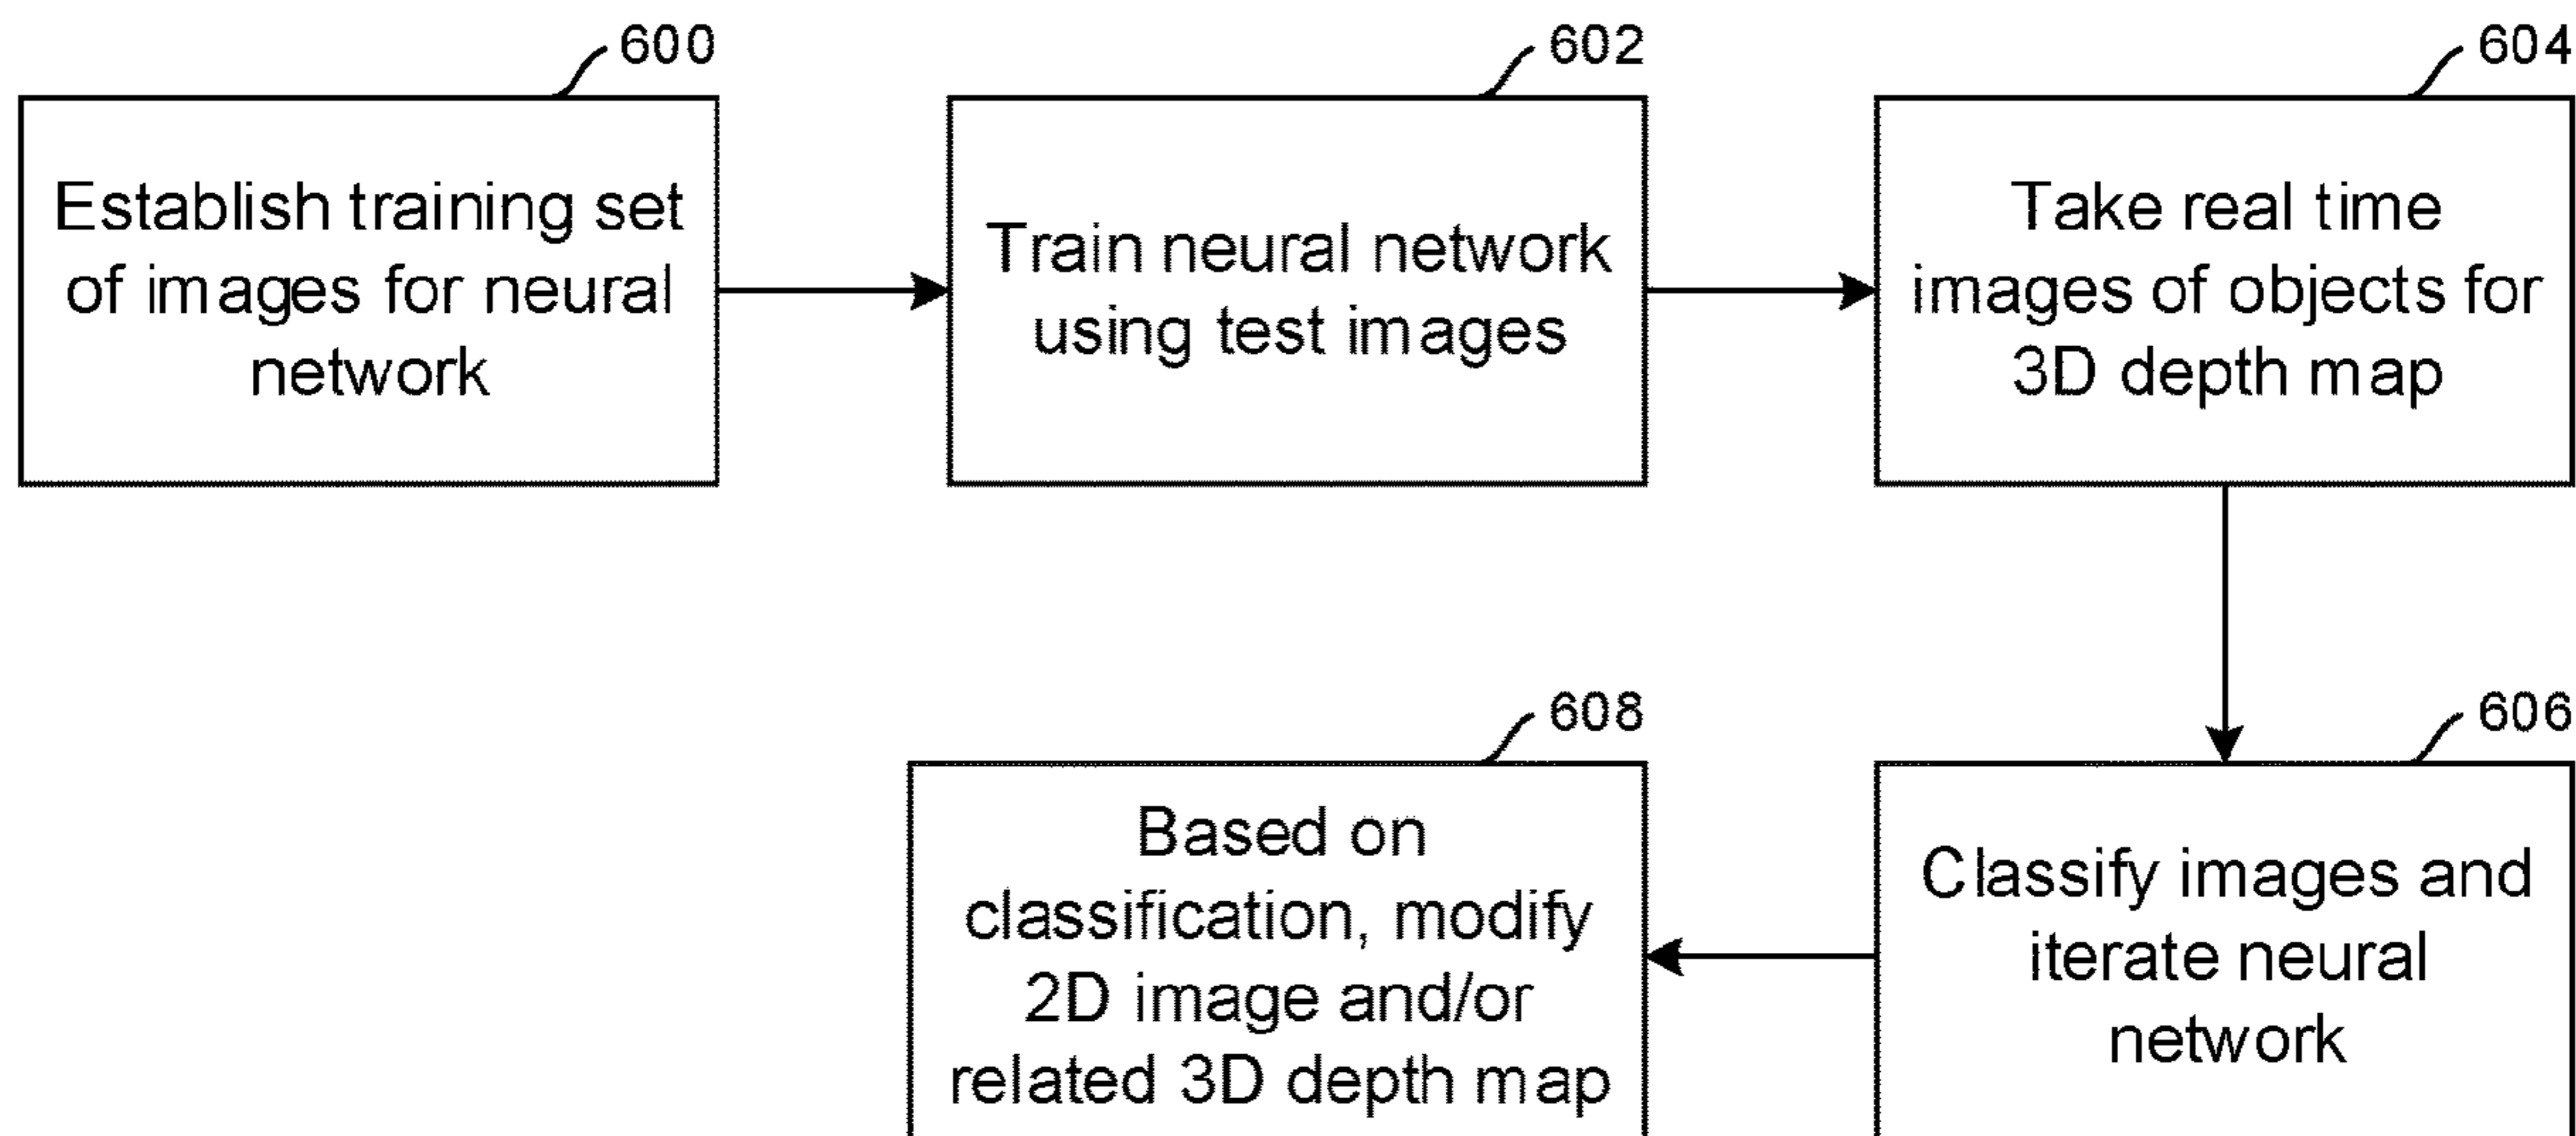 600
Establish training set
of images for neural
network
602
Train neural network
using test images
604
Take real time
images of objects for
3D depth map
606
Classify images and
iterate neural
network
608
Based on
classification, modify
2D image and/or
related 3D depth map